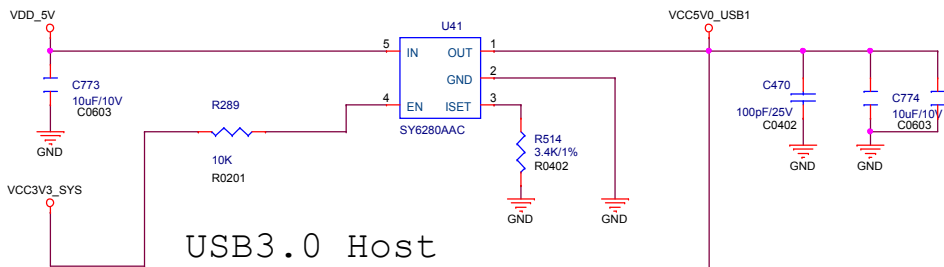 VDD_5V
VCC5V0_USB1
U41
5 IN OUT 1
GND 2
4 EN ISET 3
SY6280AAC
C773
10uF/10V
C0603
GND
R289
10K
R0201
R514
3.4K/1%
R0402
GND
GND
C470
100pF/25V
C0402
GND
C774
10uF/10V
C0603
GND
VCC3V3_SYS
USB3.0 Host